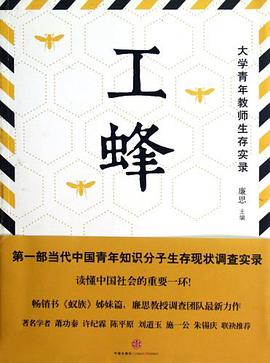 工蜂
大学青年教师生存实录
廉思 主编
第一部当代中国青年知识分子生存现状调查实录
读懂中国社会的重要一环!
畅销书《蚁族》姊妹篇,廉思教授调查团队最新力作
著名学者 萧功秦 许纪霖 陈平原 刘道玉 施一公 朱锡庆 联袂推荐
中信出版社